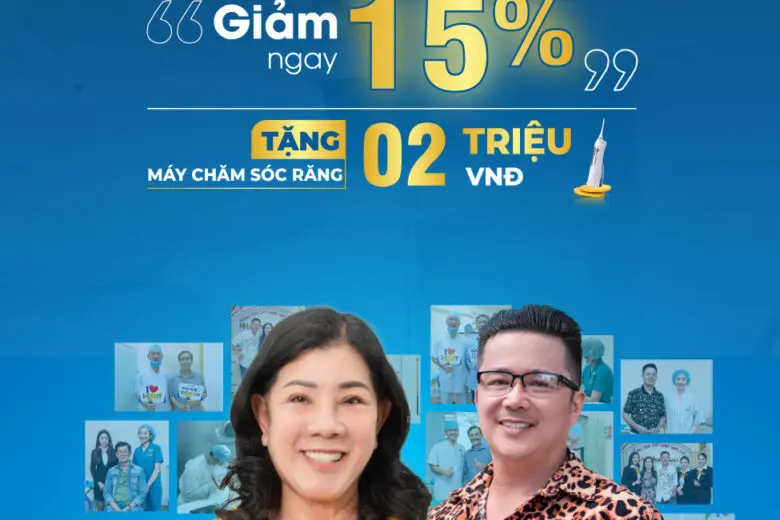 “ Giảm
ngay
15% ”
TẶNG
MÁY CHĂM SÓC RĂNG
02
TRIỆU
VNĐ